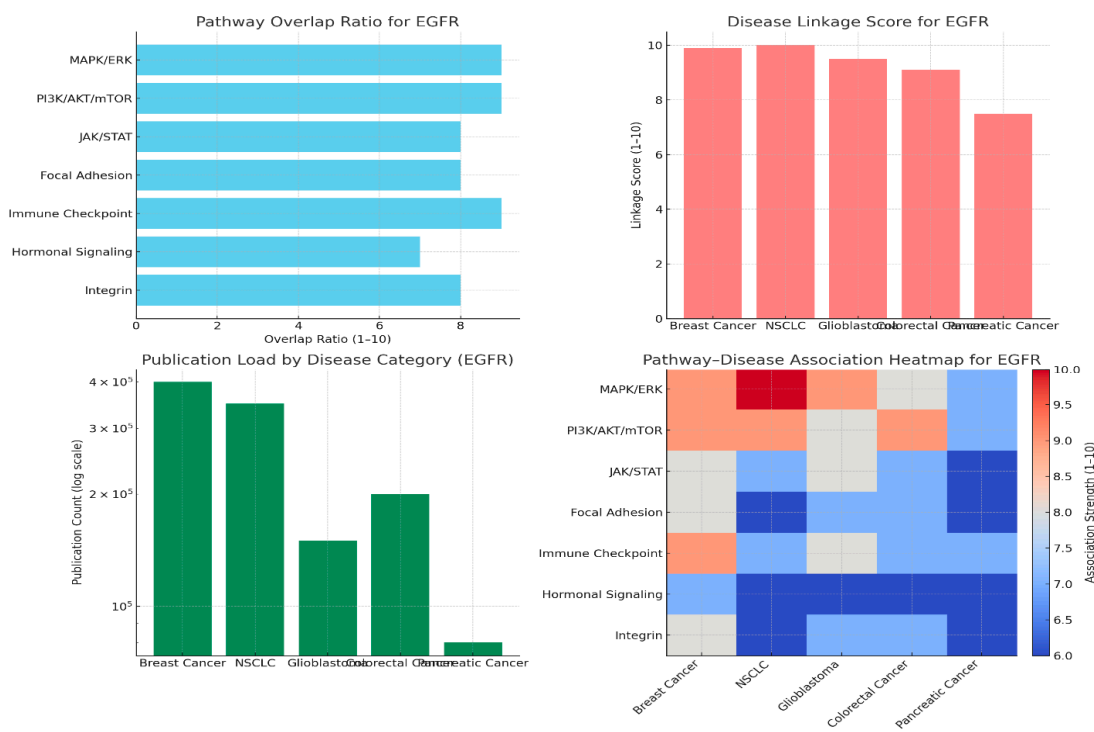 Pathway Overlap Ratio for EGFR
MAPK/ERK
PI3K/AKT/mTOR
JAK/STAT
Focal Adhesion
Immune Checkpoint
Hormonal Signaling
Integrin
0 2 4 6 8
Overlap Ratio (1–10)
Disease Linkage Score for EGFR
Linkage Score (1–10)
10
8
6
4
2
0
Breast Cancer NSCLC Glioblastoma Colorectal Cancer Pancreatic Cancer
Publication Load by Disease Category (EGFR)
Publication Count (log scale)
4 × 10⁵
3 × 10⁵
2 × 10⁵
10⁵
Breast Cancer NSCLC Glioblastoma Colorectal Cancer Pancreatic Cancer
Pathway–Disease Association Heatmap for EGFR
MAPK/ERK
PI3K/AKT/mTOR
JAK/STAT
Focal Adhesion
Immune Checkpoint
Hormonal Signaling
Integrin
Breast Cancer
NSCLC
Glioblastoma
Colorectal Cancer
Pancreatic Cancer
10.0
9.5
9.0
8.5
8.0
7.5
7.0
6.5
6.0
Association Strength (1–10)